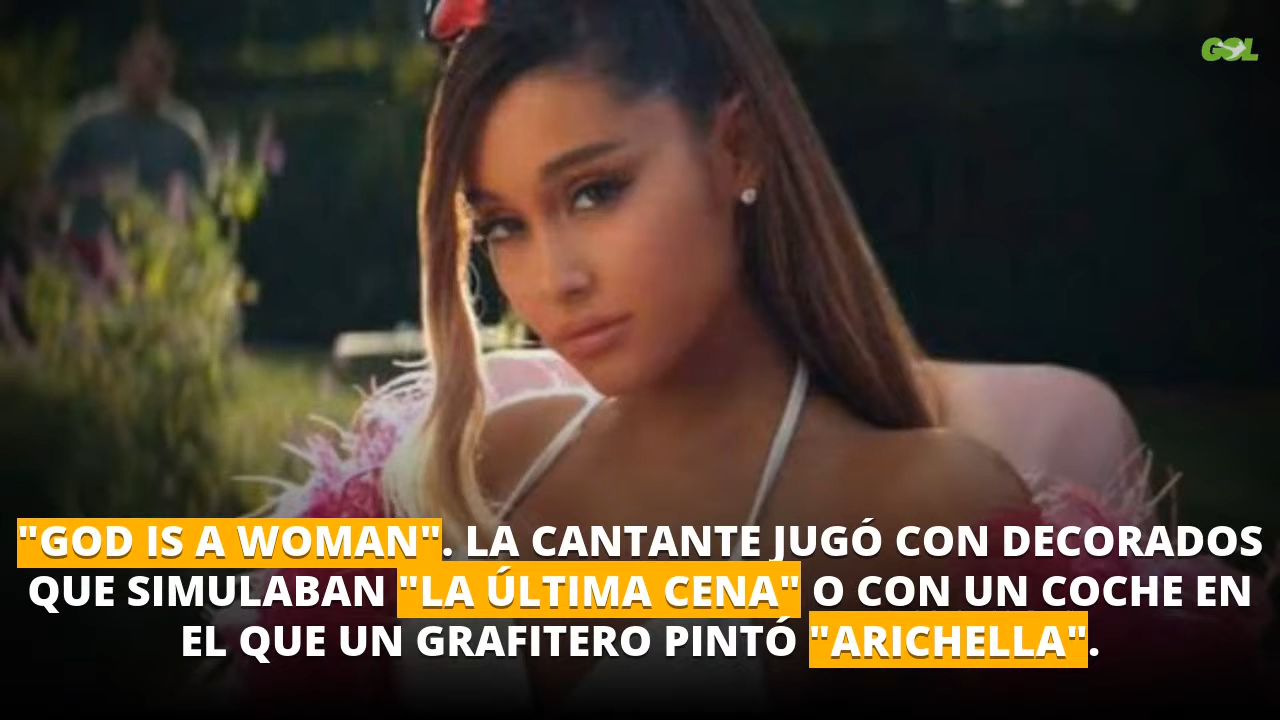 GOL
"GOD IS A WOMAN". LA CANTANTE JUGÓ CON DECORADOS
QUE SIMULABAN "LA ÚLTIMA CENA" O CON UN COCHE EN
EL QUE UN GRAFITERO PINTÓ "ARICHELLA".